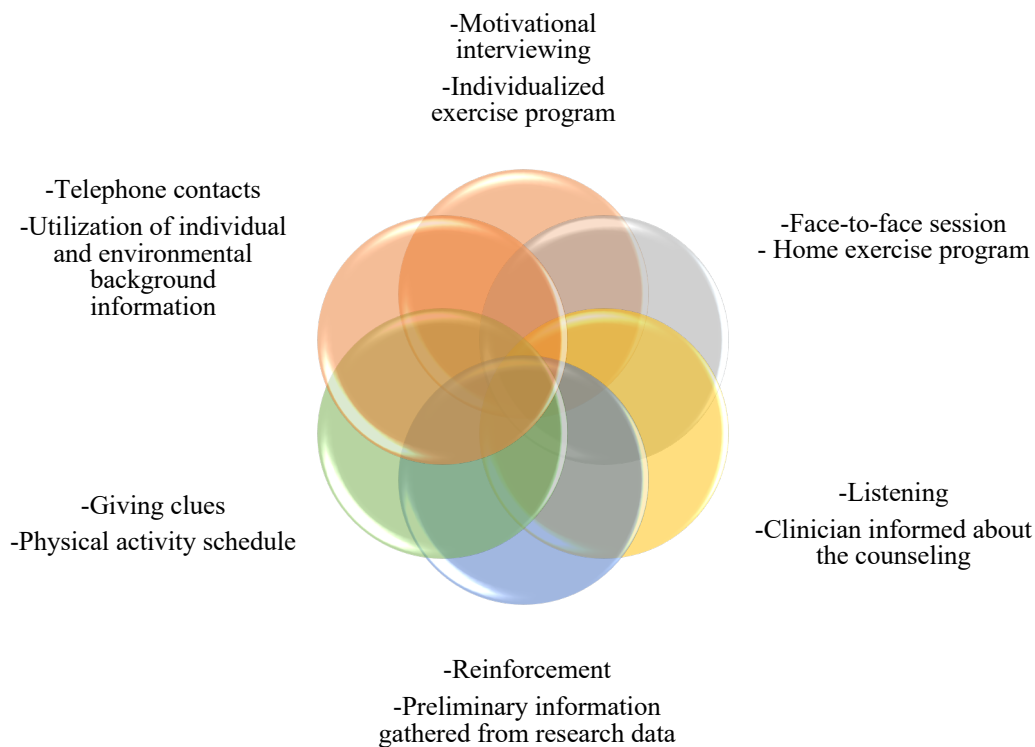 -Motivational
interviewing
-Individualized
exercise program
-Telephone contacts
-Utilization of individual
and environmental
background
information
-Face-to-face session
- Home exercise program
-Giving clues
-Physical activity schedule
-Listening
-Clinician informed about
the counseling
-Reinforcement
-Preliminary information
gathered from research data